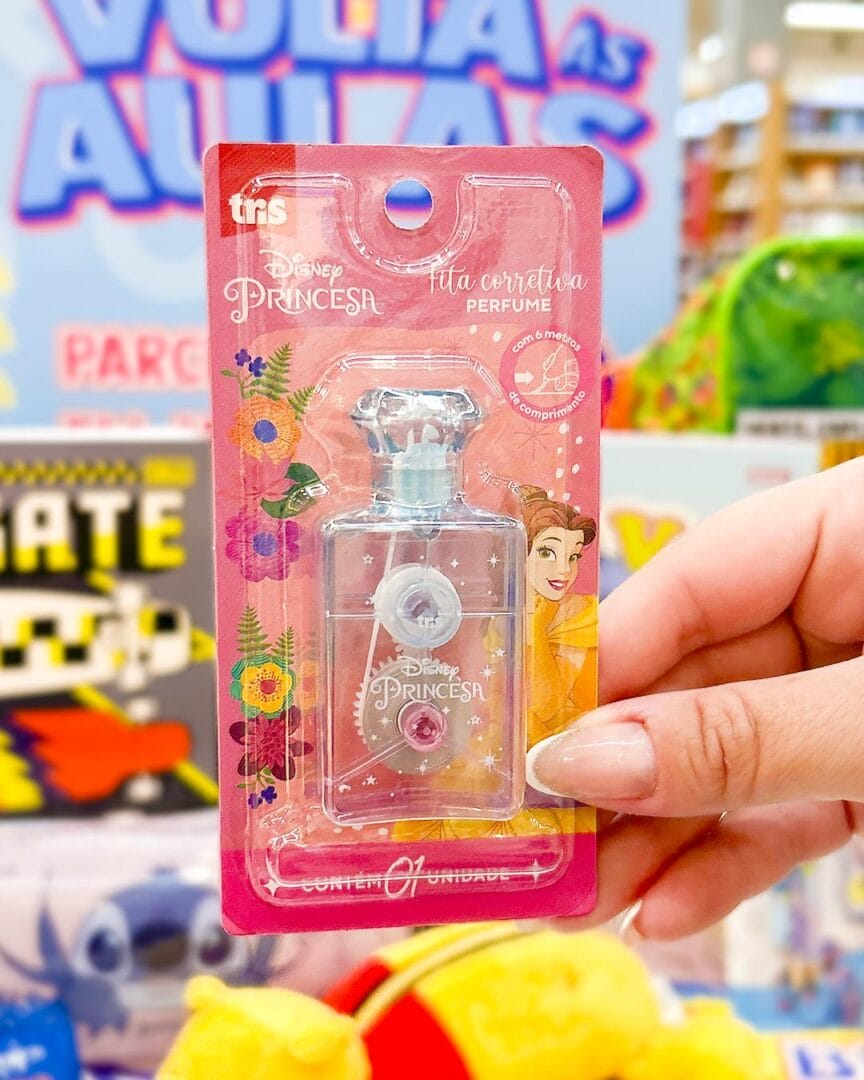 VOLTA ÀS
AULAS
PARC
tris
Disney
PRINCESA
fita corretiva
PERFUME
com 6 metros
de comprimento
GATE
tris
Disney
PRINCESA
CONTÉM 01 UNIDADE